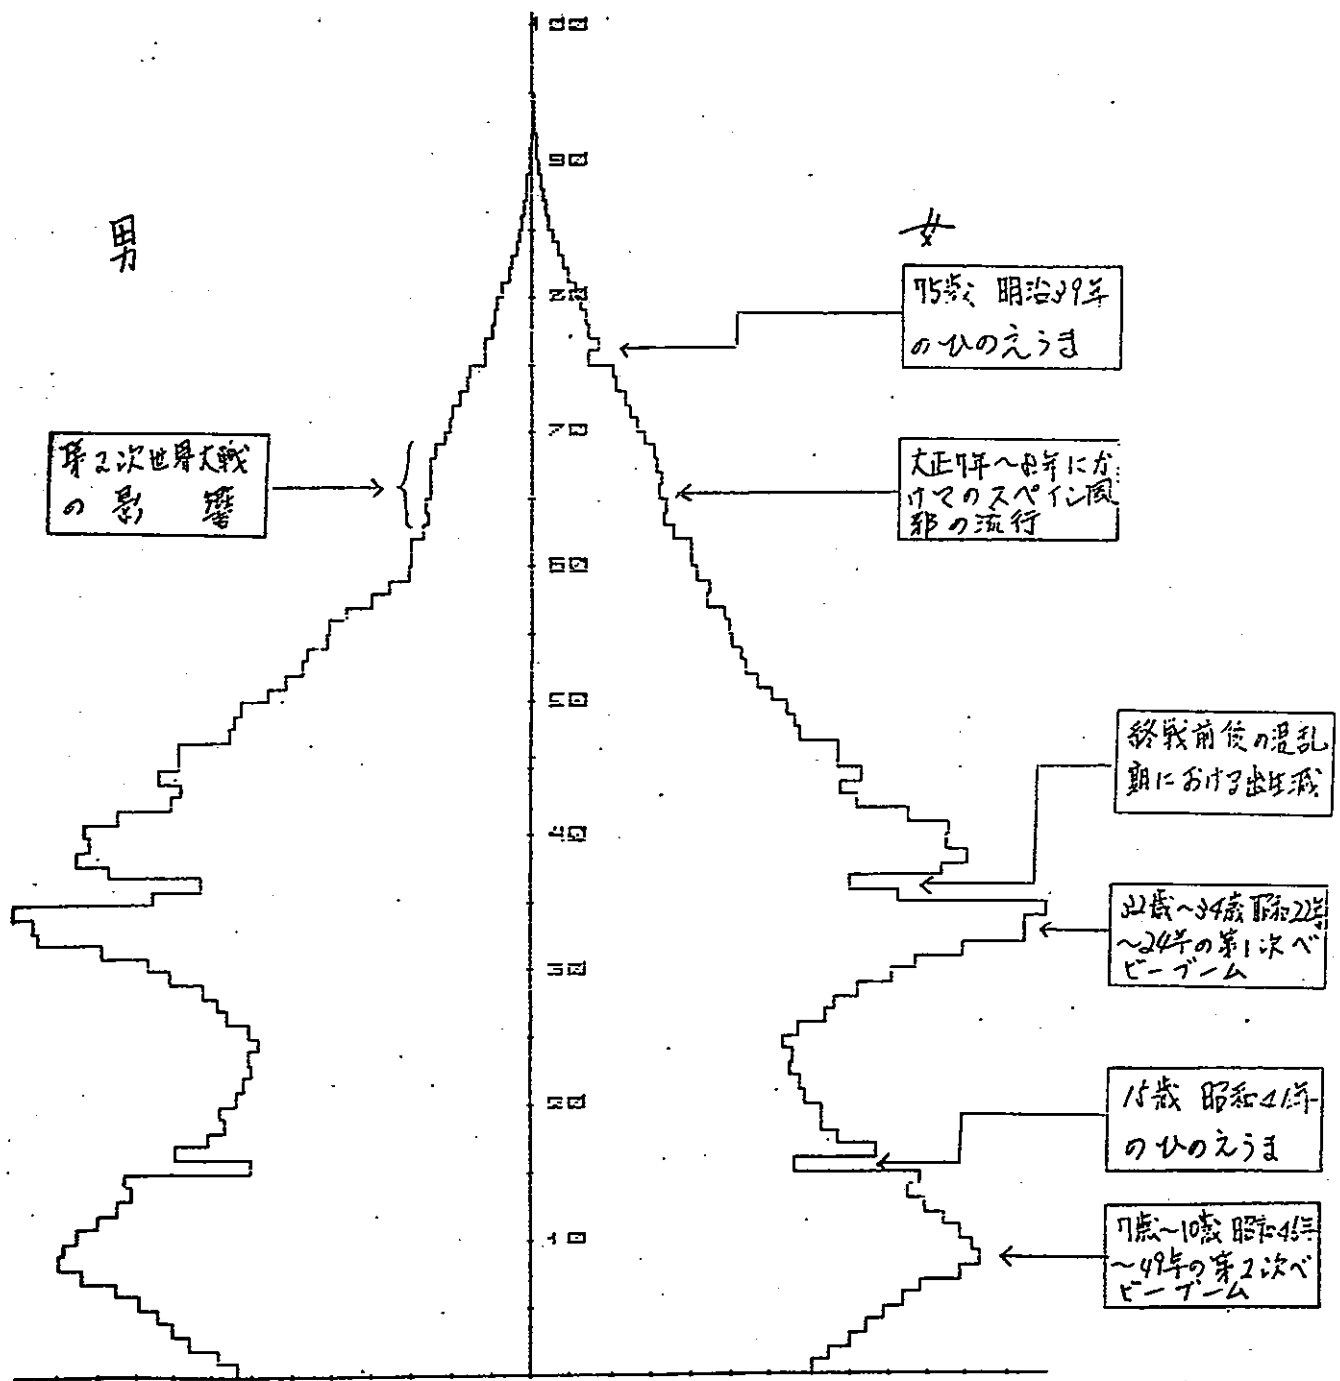 100
90
男
女
75歳 明治39年
のひのえうま
80
70
第2次世界大戦
の影響
大正7年~8年にか
けてのスペイン風
邪の流行
60
50
終戦前後の混乱
期における出生減
40
32歳~34歳 昭和22年
~24年の第1次ベ
ビーブーム
30
15歳 昭和41年
のひのえうま
20
7歳~10歳 昭和46年
~49年の第2次ベ
ビーブーム
10